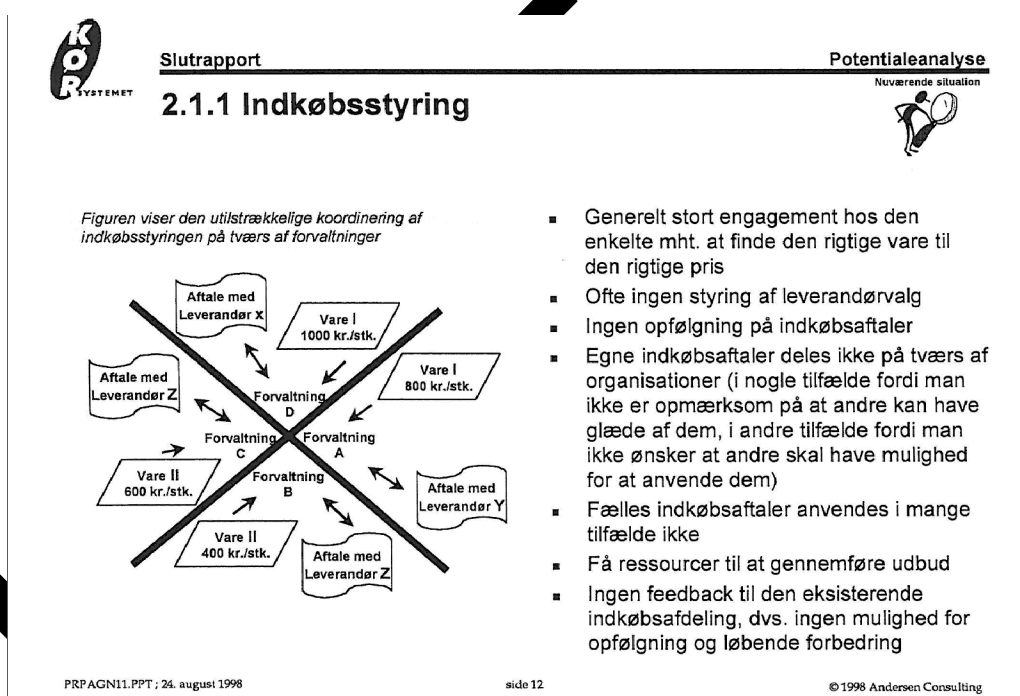 KØR
SYSTEMET
Slutrapport
Potentialeanalyse
Nuværende situation
2.1.1 Indkøbsstyring
Figuren viser den utilstrækkelige koordinering af
indkøbsstyringen på tværs af forvaltninger
Aftale med
Leverandør X
Vare I
1000 kr./stk.
Aftale med
Leverandør Z
Vare I
800 kr./stk.
Forvaltning
D
Forvaltning
C
Forvaltning
A
Forvaltning
B
Vare II
600 kr./stk.
Aftale med
Leverandør Y
Vare II
400 kr./stk.
Aftale med
Leverandør Z
▪ Generelt stort engagement hos den
enkelte mht. at finde den rigtige vare til
den rigtige pris
▪ Ofte ingen styring af leverandørvalg
▪ Ingen opfølgning på indkøbsaftaler
▪ Egne indkøbsaftaler deles ikke på tværs af
organisationer (i nogle tilfælde fordi man
ikke er opmærksom på at andre kan have
glæde af dem, i andre tilfælde fordi man
ikke ønsker at andre skal have mulighed
for at anvende dem)
▪ Fælles indkøbsaftaler anvendes i mange
tilfælde ikke
▪ Få ressourcer til at gennemføre udbud
▪ Ingen feedback til den eksisterende
indkøbsafdeling, dvs. ingen mulighed for
opfølgning og løbende forbedring
PRPAGN11.PPT ; 24. august 1998
side 12
© 1998 Andersen Consulting